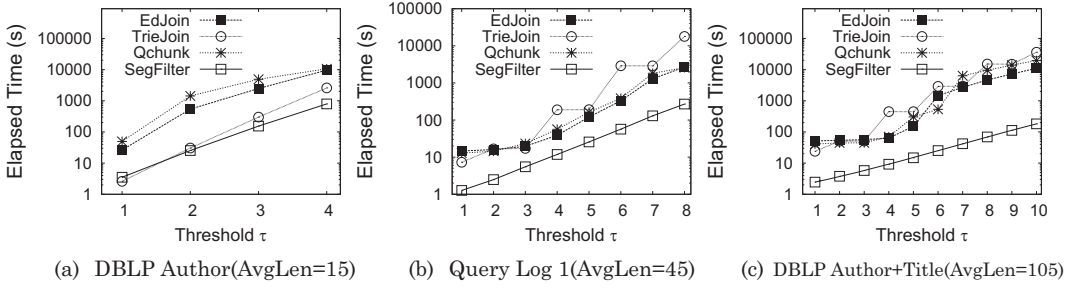 Elapsed Time (s)
100000
10000
1000
100
10
1
EdJoin
TrieJoin
Qchunk
SegFilter
1 2 3 4
Threshold τ
(a) DBLP Author(AvgLen=15)
Elapsed Time (s)
100000
10000
1000
100
10
1
EdJoin
TrieJoin
Qchunk
SegFilter
1 2 3 4 5 6 7 8
Threshold τ
(b) Query Log 1(AvgLen=45)
Elapsed Time (s)
100000
10000
1000
100
10
1
EdJoin
TrieJoin
Qchunk
SegFilter
1 2 3 4 5 6 7 8 9 10
Threshold τ
(c) DBLP Author+Title(AvgLen=105)